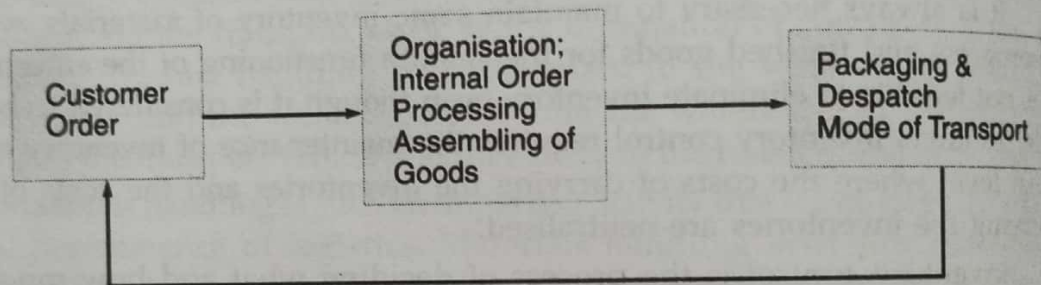 Customer
Order
Organisation;
Internal Order
Processing
Assembling of
Goods
Packaging &
Despatch
Mode of Transport